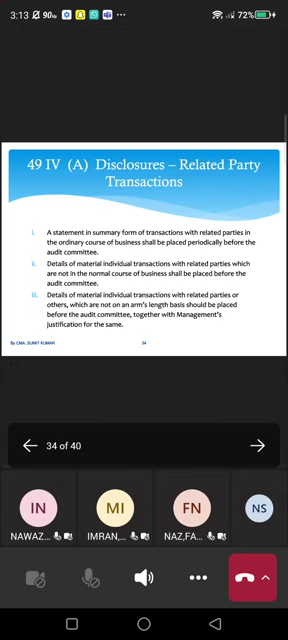 3:13 90%
72%
49 IV (A) Disclosures – Related Party
Transactions
i. A statement in summary form of transactions with related parties in
the ordinary course of business shall be placed periodically before the
audit committee.
ii. Details of material individual transactions with related parties which
are not in the normal course of business shall be placed before the
audit committee.
iii. Details of material individual transactions with related parties or
others, which are not on an arm's length basis should be placed
before the audit committee, together with Management's
justification for the same.
By CMA. SUMIT KUMAR 34
34 of 40
IN MI FN NS
NAWAZ... IMRAN,... NAZ,FA...